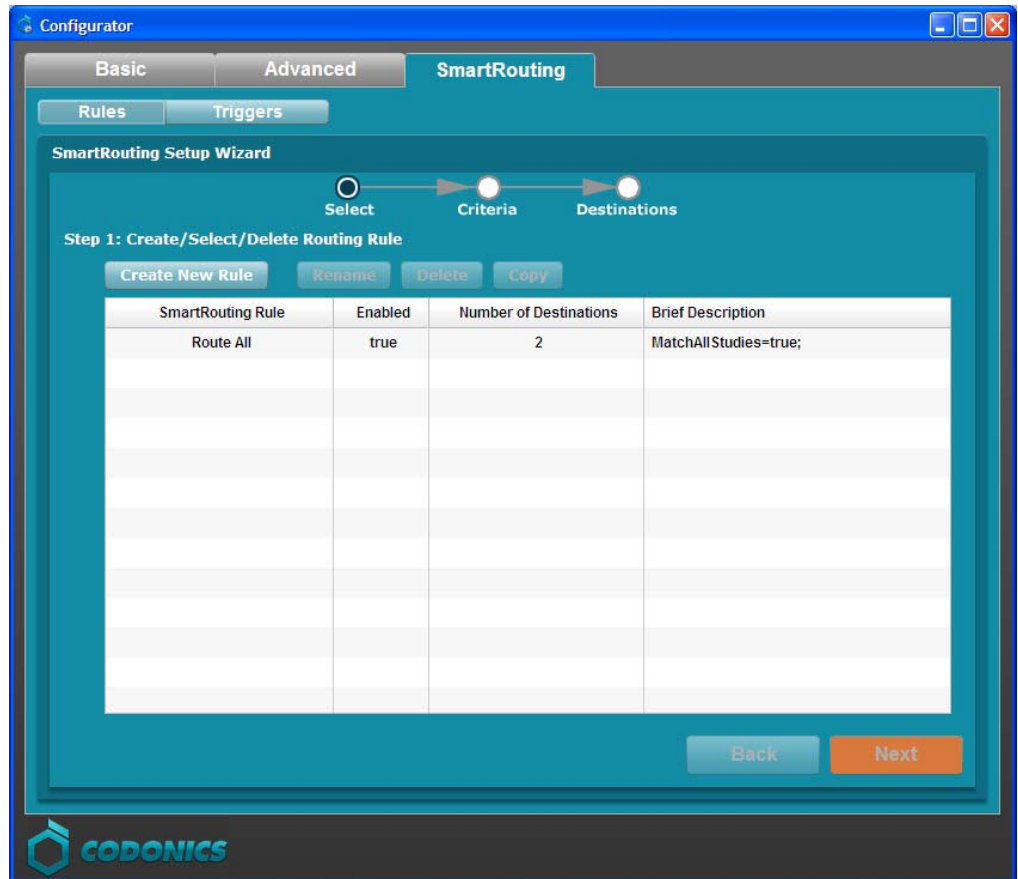 Configurator
Basic Advanced SmartRouting
Rules Triggers
SmartRouting Setup Wizard
Select Criteria Destinations
Step 1: Create/Select/Delete Routing Rule
Create New Rule Rename Delete Copy
SmartRouting Rule Enabled Number of Destinations Brief Description
Route All true 2 MatchAllStudies=true;
Back Next
CODONICS